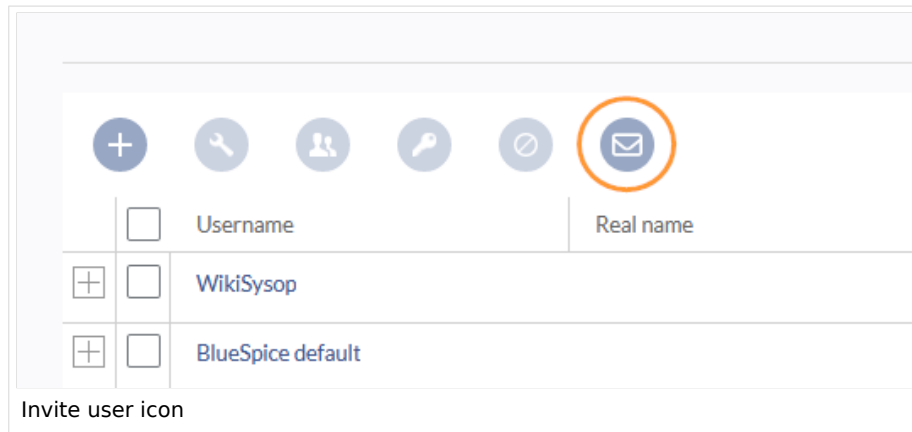 Username Real name
WikiSysop
BlueSpice default
Invite user icon